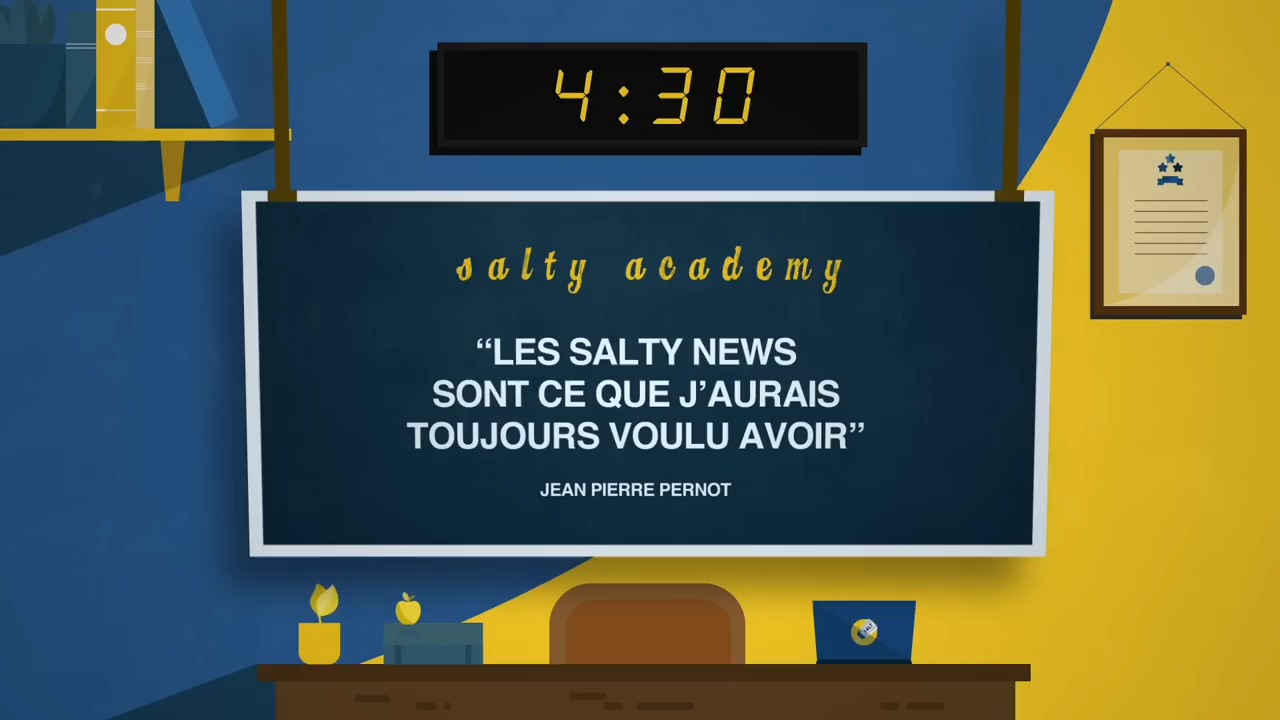 4:30
salty academy
“LES SALTY NEWS
SONT CE QUE J’AURAIS
TOUJOURS VOULU AVOIR”
JEAN PIERRE PERNOT